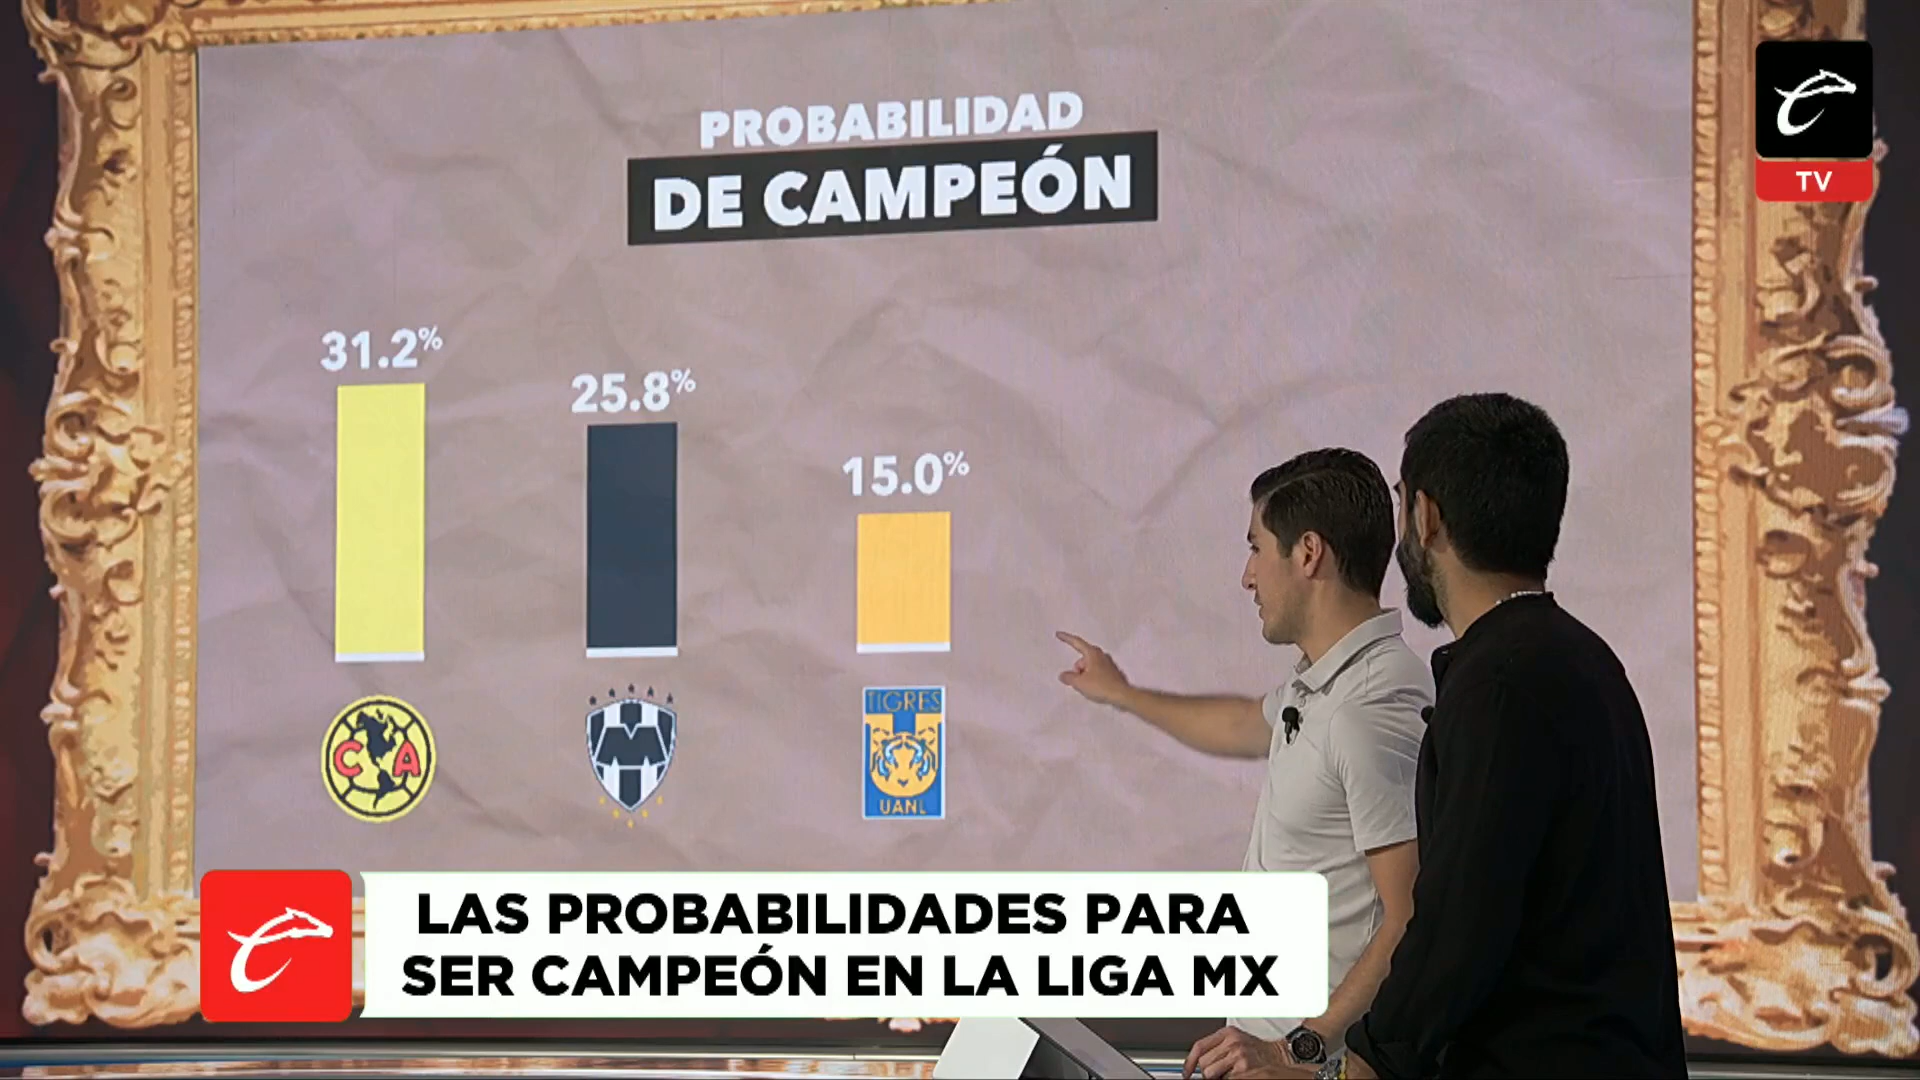 PROBABILIDAD
DE CAMPEÓN
TV
31.2%
25.8%
15.0%
CA
M
TIGRES
UANL
LAS PROBABILIDADES PARA
SER CAMPEÓN EN LA LIGA MX